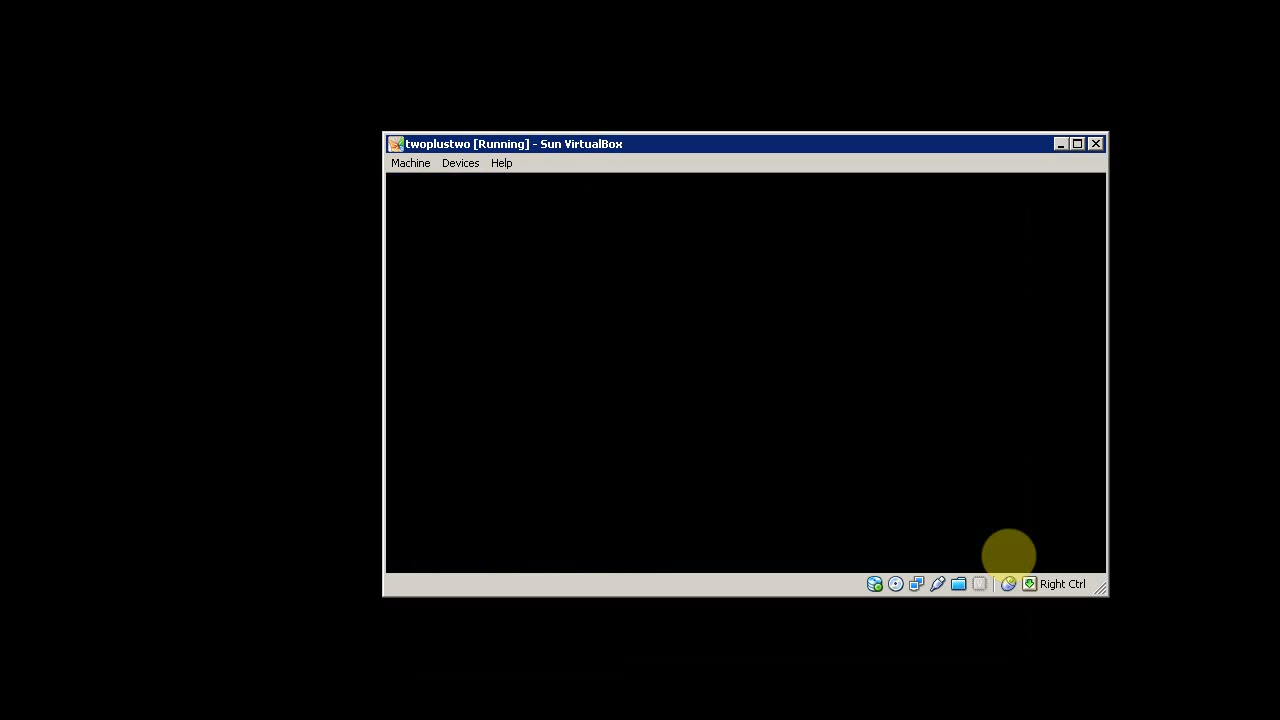 twoplustwo [Running] - Sun VirtualBox
Machine Devices Help
Right Ctrl